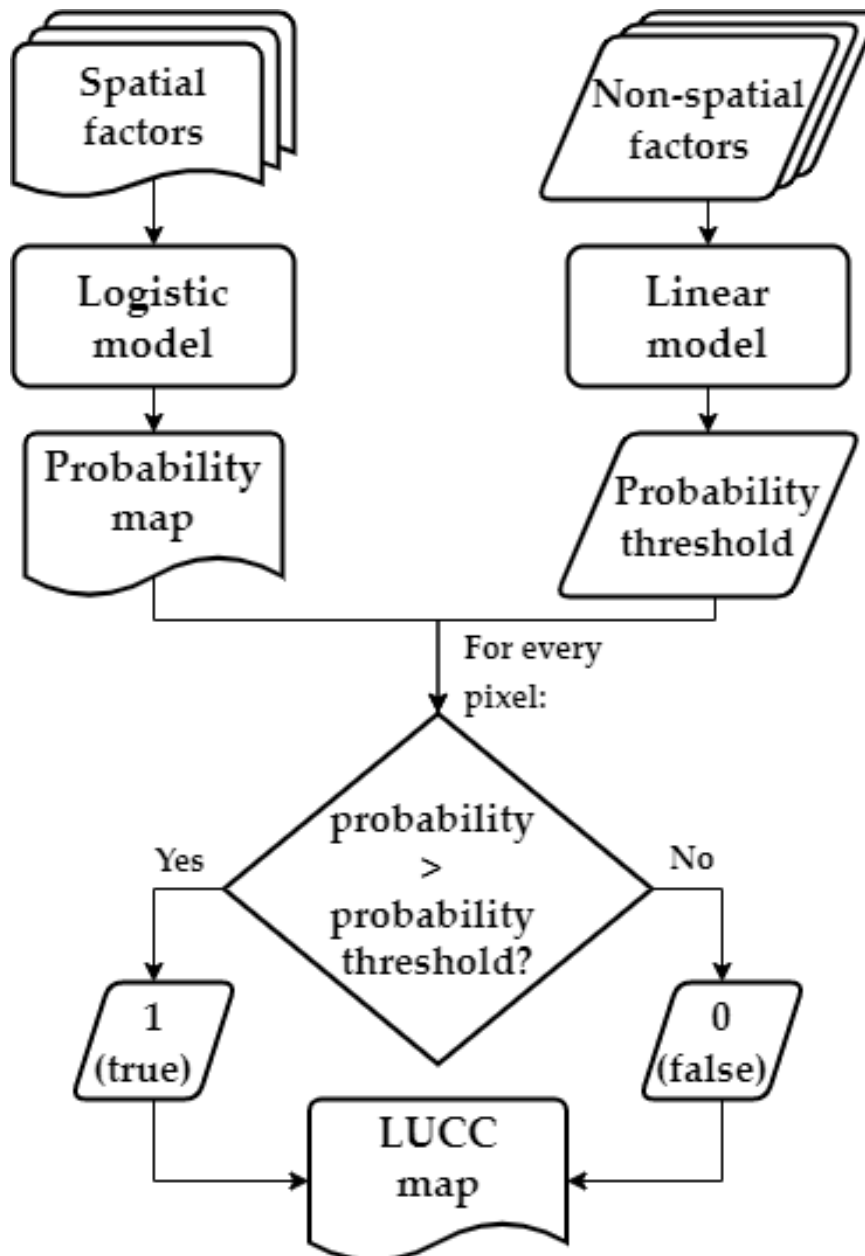 Spatial
factors
Non-spatial
factors
Logistic
model
Linear
model
Probability
map
Probability
threshold
For every
pixel:
probability
>
probability
threshold?
Yes
No
1
(true)
0
(false)
LUCC
map